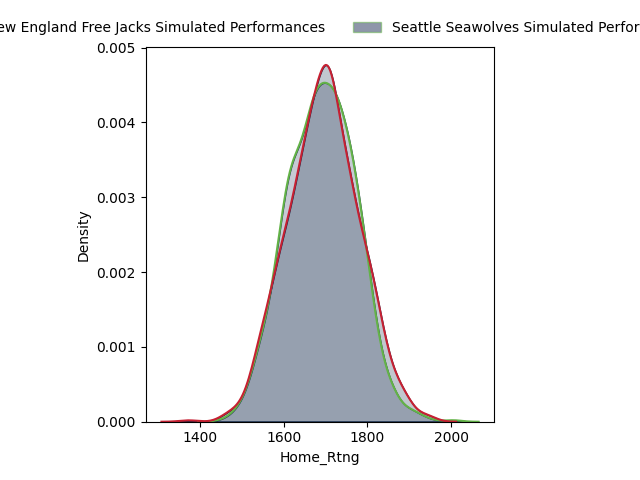 ew England Free Jacks Simulated Performances Seattle Seawolves Simulated Perfor
0.005
0.004
0.003
0.002
0.001
0.000
Density
1400 1600 1800 2000
Home_Rtng